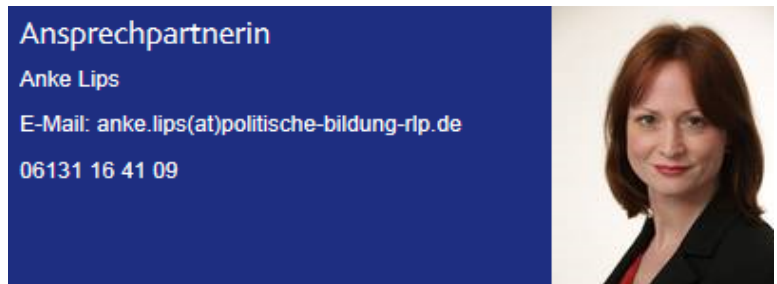 Ansprechpartnerin
Anke Lips
E-Mail: anke.lips(at)politische-bildung-rlp.de
06131 16 41 09